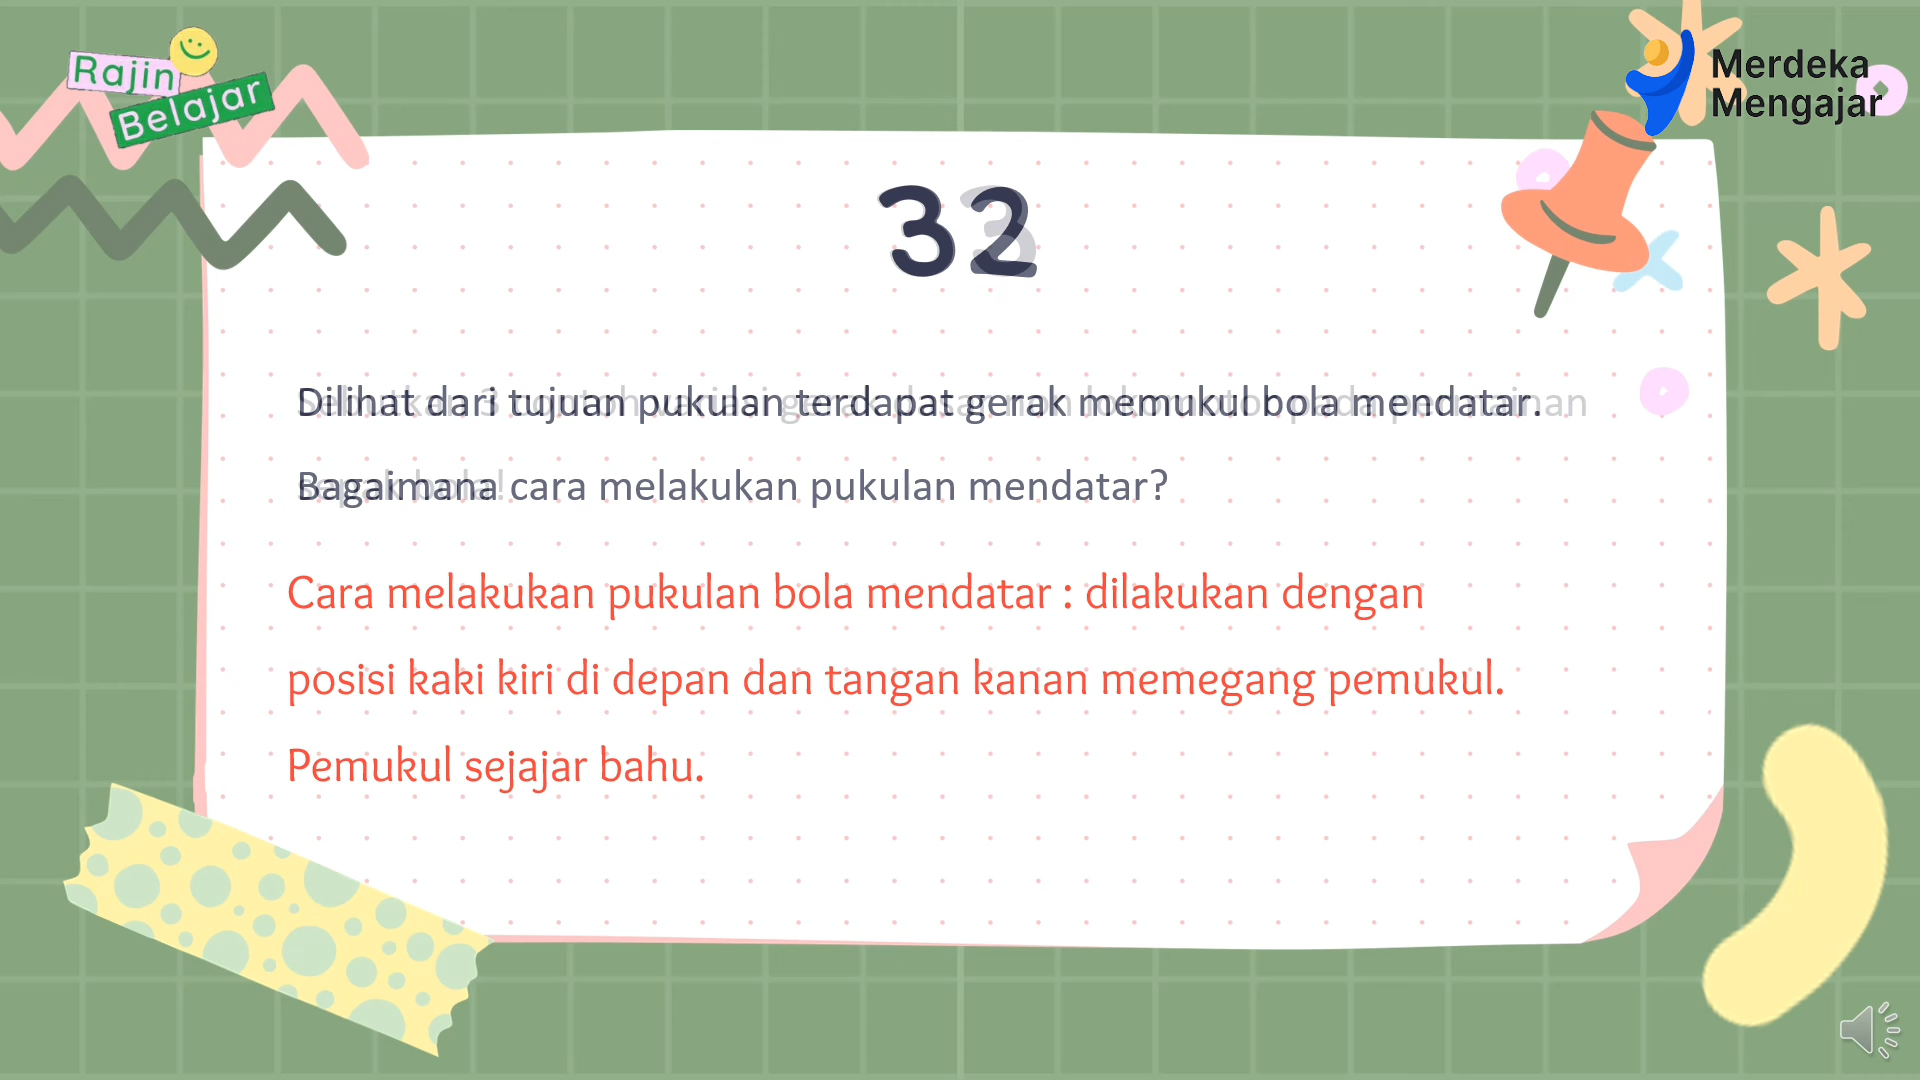 Rajin
Belajar
Merdeka
Mengajar
32
Dilihat dari tujuan pukulan terdapat gerak memukul bola mendatar.
Bagaimana cara melakukan pukulan mendatar?
Cara melakukan pukulan bola mendatar : dilakukan dengan
posisi kaki kiri di depan dan tangan kanan memegang pemukul.
Pemukul sejajar bahu.